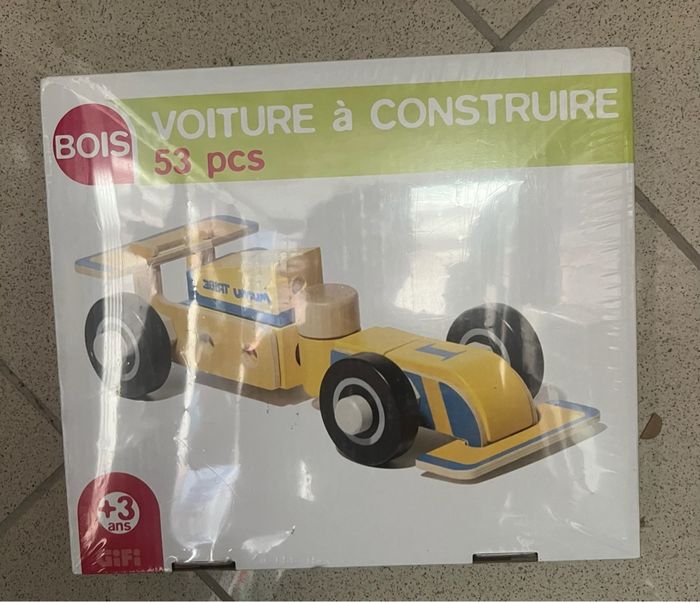 BOIS
VOITURE à CONSTRUIRE
53 pcs
+3
ans
GiFi